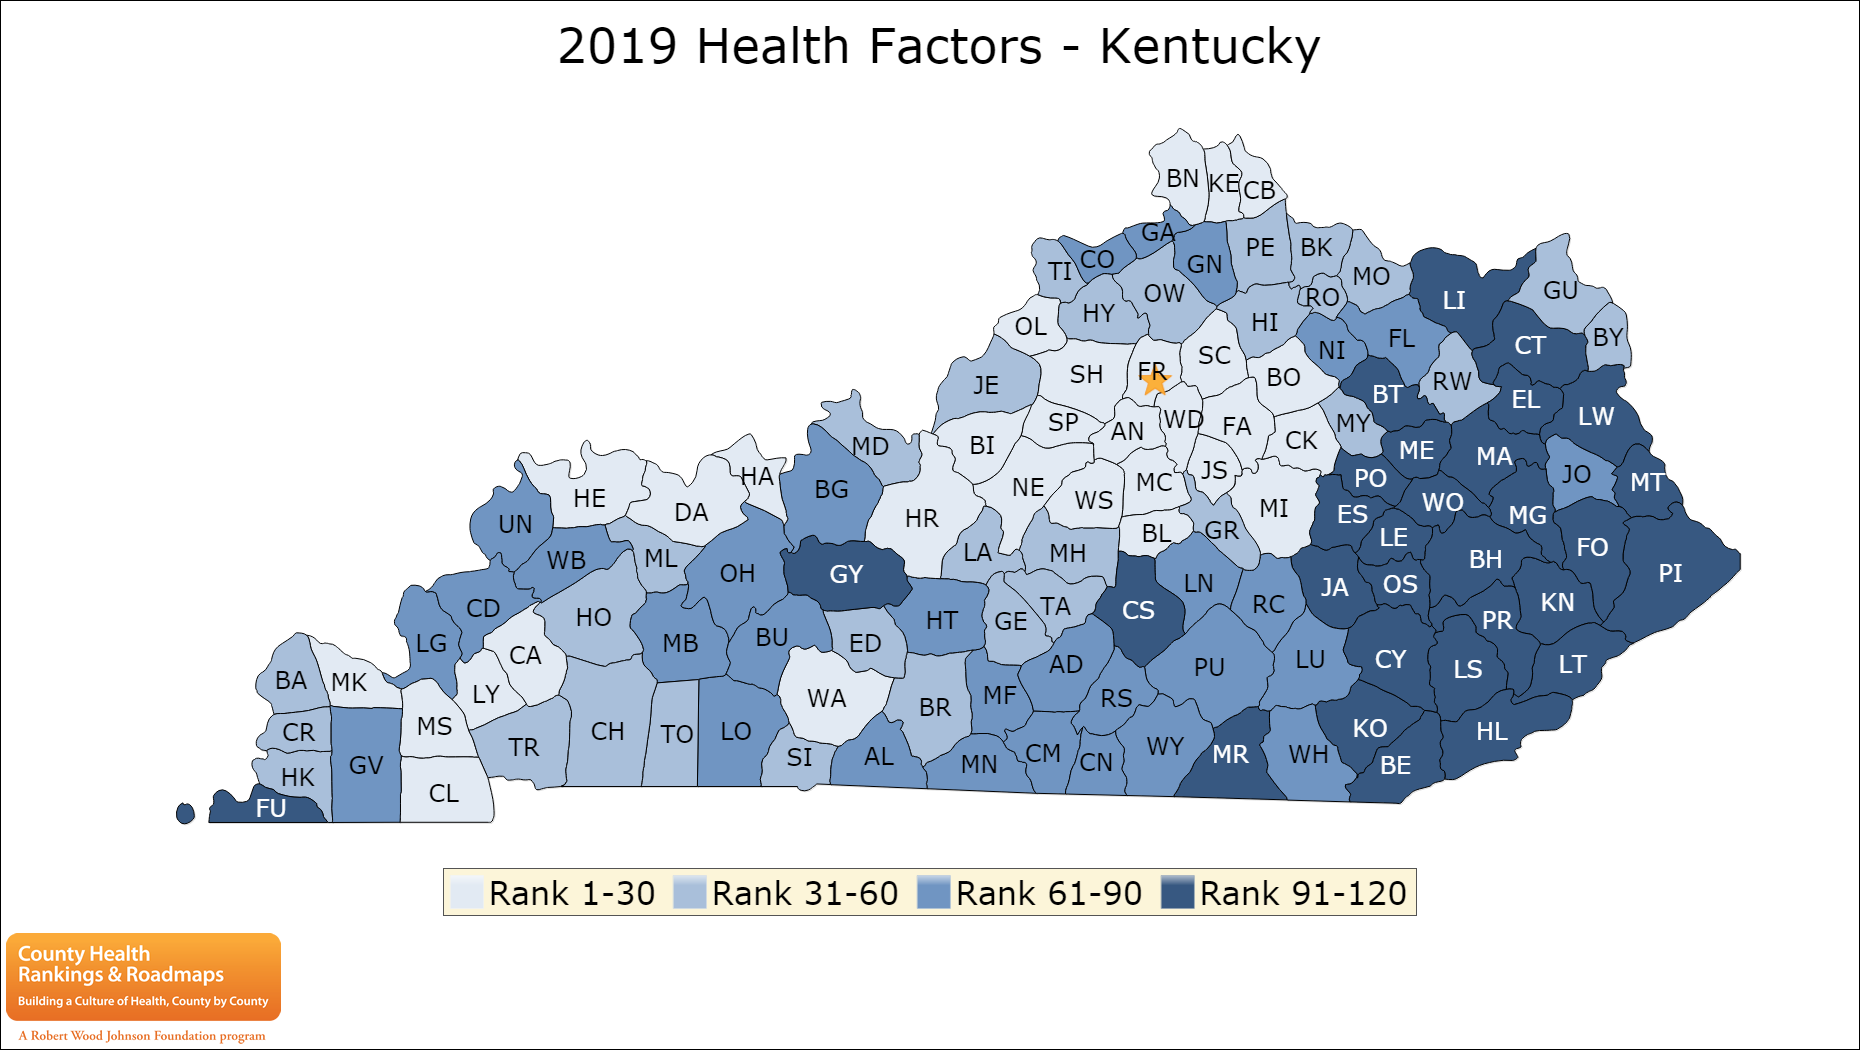 2019 Health Factors - Kentucky
BN KE CB
GA
CO GN PE BK
TI OW MO
HY RO LI GU
OL HI
NI FL CT BY
SH FR SC
JE BO RW
BT EL
SP AN WD FA MY LW
MD BI CK
ME MA
HA JS PO JO
BG NE WS MC MT
HE DA HR MI WO
UN BL GR ES MG
WB ML LA MH LE BH FO
OH GY LN JA OS PI
CD HO HT TA CS RC KN
LG MB BU ED GE PR
CA AD PU LU CY LS LT
BA MK LY WA MF RS
CR MS BR
TR CH TO LO WY MR KO HL
GV SI AL MN CM CN WH BE
HK CL
FU
Rank 1-30 Rank 31-60 Rank 61-90 Rank 91-120
County Health
Rankings & Roadmaps
Building a Culture of Health, County by County
A Robert Wood Johnson Foundation program